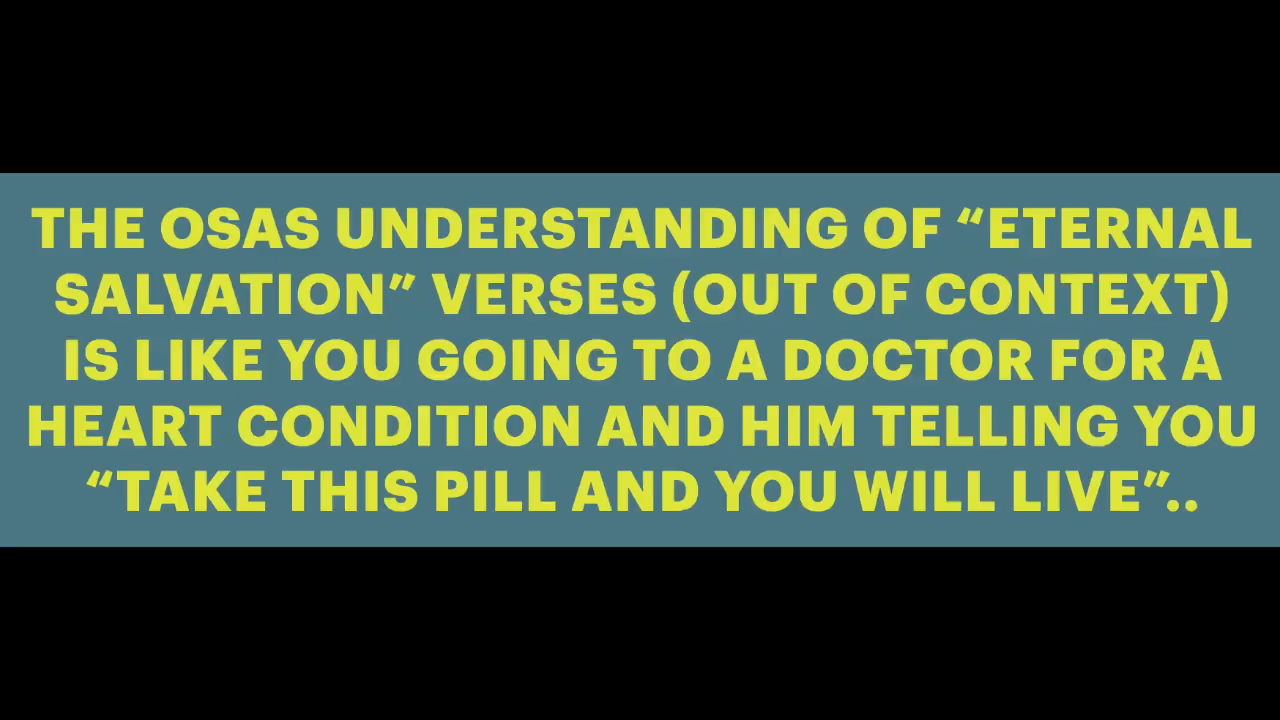 THE OSAS UNDERSTANDING OF “ETERNAL
SALVATION” VERSES (OUT OF CONTEXT)
IS LIKE YOU GOING TO A DOCTOR FOR A
HEART CONDITION AND HIM TELLING YOU
“TAKE THIS PILL AND YOU WILL LIVE”..